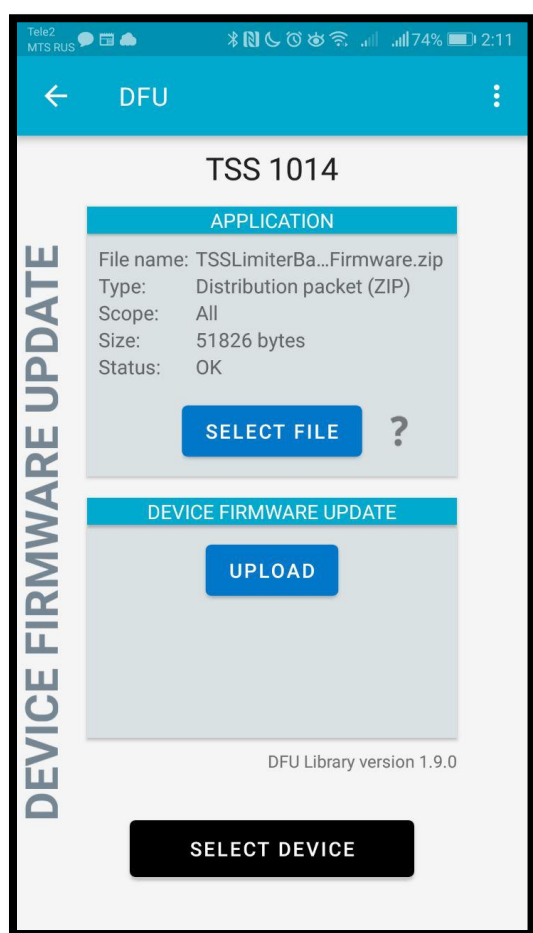 Tele2
MTS RUS
74% 2:11
DFU
TSS 1014
APPLICATION
File name: TSSLimiterBa...Firmware.zip
Type: Distribution packet (ZIP)
Scope: All
Size: 51826 bytes
Status: OK
SELECT FILE ?
DEVICE FIRMWARE UPDATE
UPLOAD
DFU Library version 1.9.0
SELECT DEVICE
DEVICE FIRMWARE UPDATE